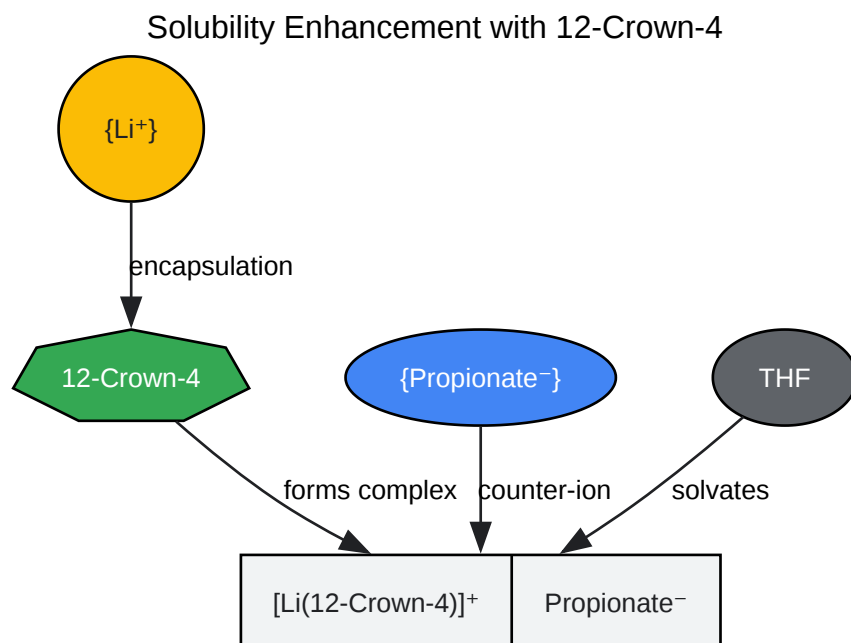 Solubility Enhancement with 12-Crown-4
{Li⁺}
encapsulation
12-Crown-4
{Propionate⁻}
THF
forms complex
counter-ion
solvates
[Li(12-Crown-4)]⁺
Propionate⁻